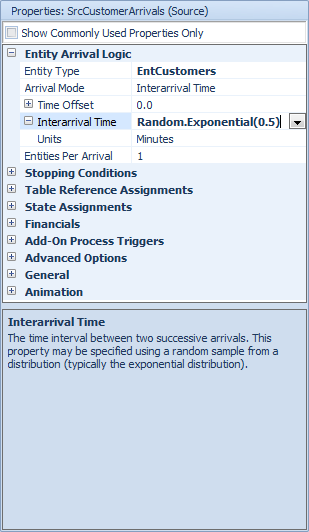 Properties: SrcCustomerArrivals (Source)
Show Commonly Used Properties Only
Entity Arrival Logic
Entity Type EntCustomers
Arrival Mode Interarrival Time
Time Offset 0.0
Interarrival Time Random.Exponential(0.5)
Units Minutes
Entities Per Arrival 1
Stopping Conditions
Table Reference Assignments
State Assignments
Financials
Add-On Process Triggers
Advanced Options
General
Animation
Interarrival Time
The time interval between two successive arrivals. This
property may be specified using a random sample from a
distribution (typically the exponential distribution).